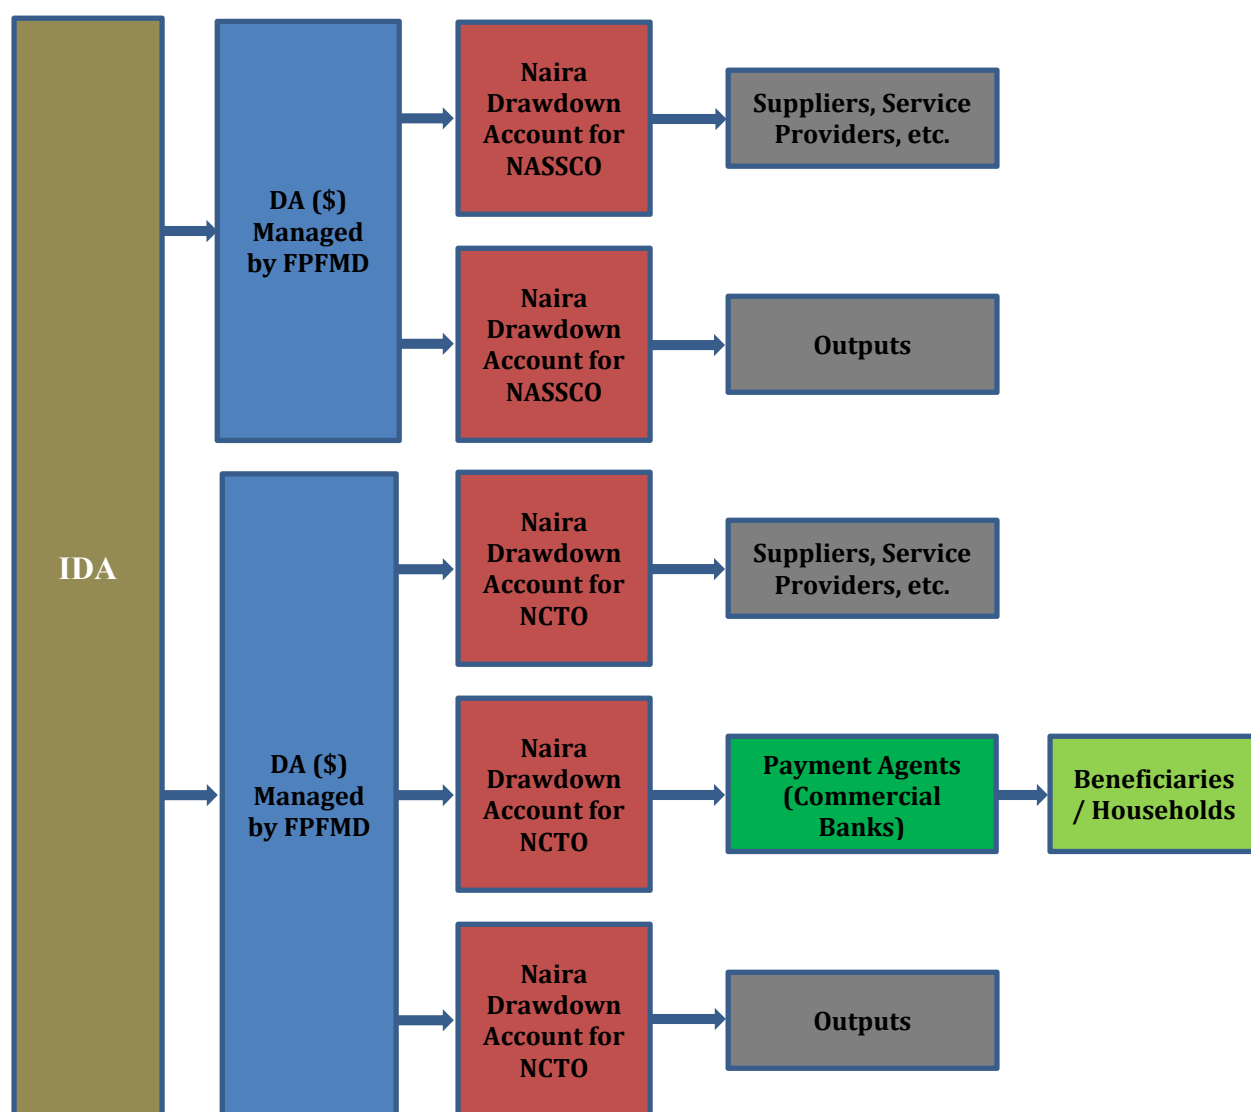 IDA
DA ($)
Managed
by FPFMD
Naira
Drawdown
Account for
NASSCO
Suppliers, Service
Providers, etc.
Naira
Drawdown
Account for
NASSCO
Outputs
DA ($)
Managed
by FPFMD
Naira
Drawdown
Account for
NCTO
Suppliers, Service
Providers, etc.
Naira
Drawdown
Account for
NCTO
Payment Agents
(Commercial
Banks)
Beneficiaries
/ Households
Naira
Drawdown
Account for
NCTO
Outputs